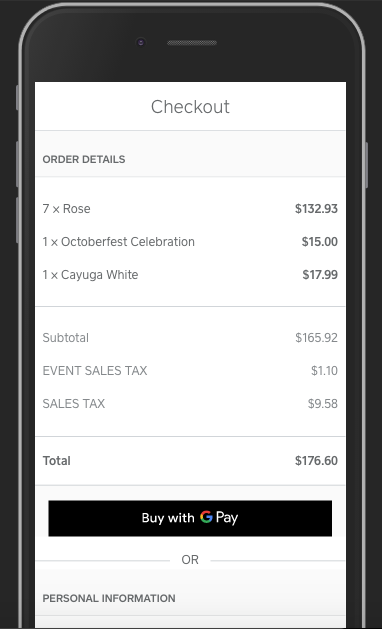 Checkout
ORDER DETAILS
7 x Rose $132.93
1 x Octoberfest Celebration $15.00
1 x Cayuga White $17.99
Subtotal $165.92
EVENT SALES TAX $1.10
SALES TAX $9.58
Total $176.60
Buy with G Pay
OR
PERSONAL INFORMATION